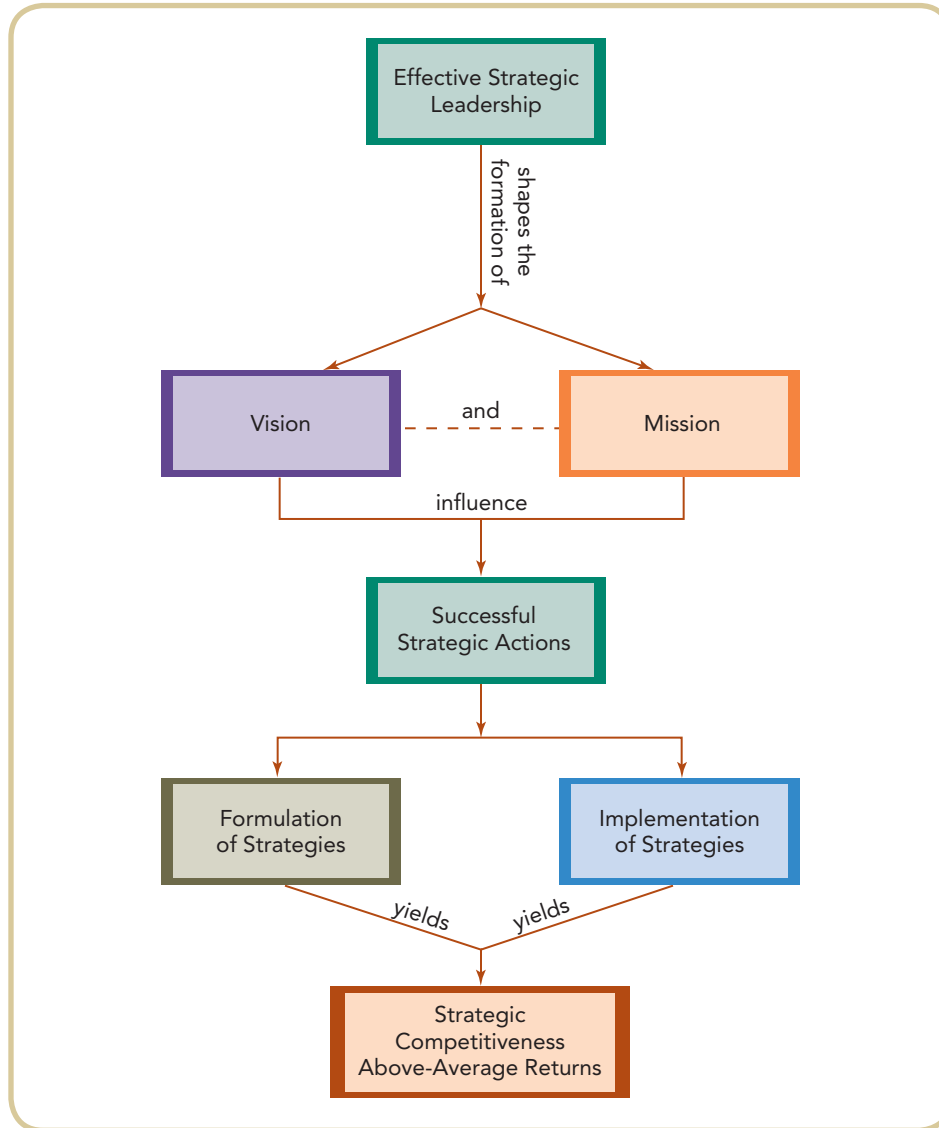 Effective Strategic
Leadership
shapes the
formation of
Vision
and
Mission
influence
Successful
Strategic Actions
Formulation
of Strategies
Implementation
of Strategies
yields
yields
Strategic
Competitiveness
Above-Average Returns